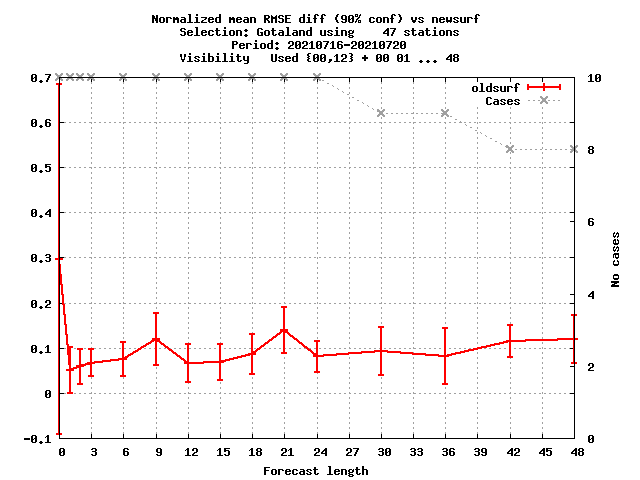 Normalized mean RMSE diff (90% conf) vs newsurf
Selection: Gotaland using    47 stations
Period: 20210716-20210720
Visibility   Used {00,12} + 00 01 ... 48
oldsurf
Cases
0.7
0.6
0.5
0.4
0.3
0.2
0.1
0
-0.1
10
8
6
4
2
0
No cases
0 3 6 9 12 15 18 21 24 27 30 33 36 39 42 45 48
Forecast length